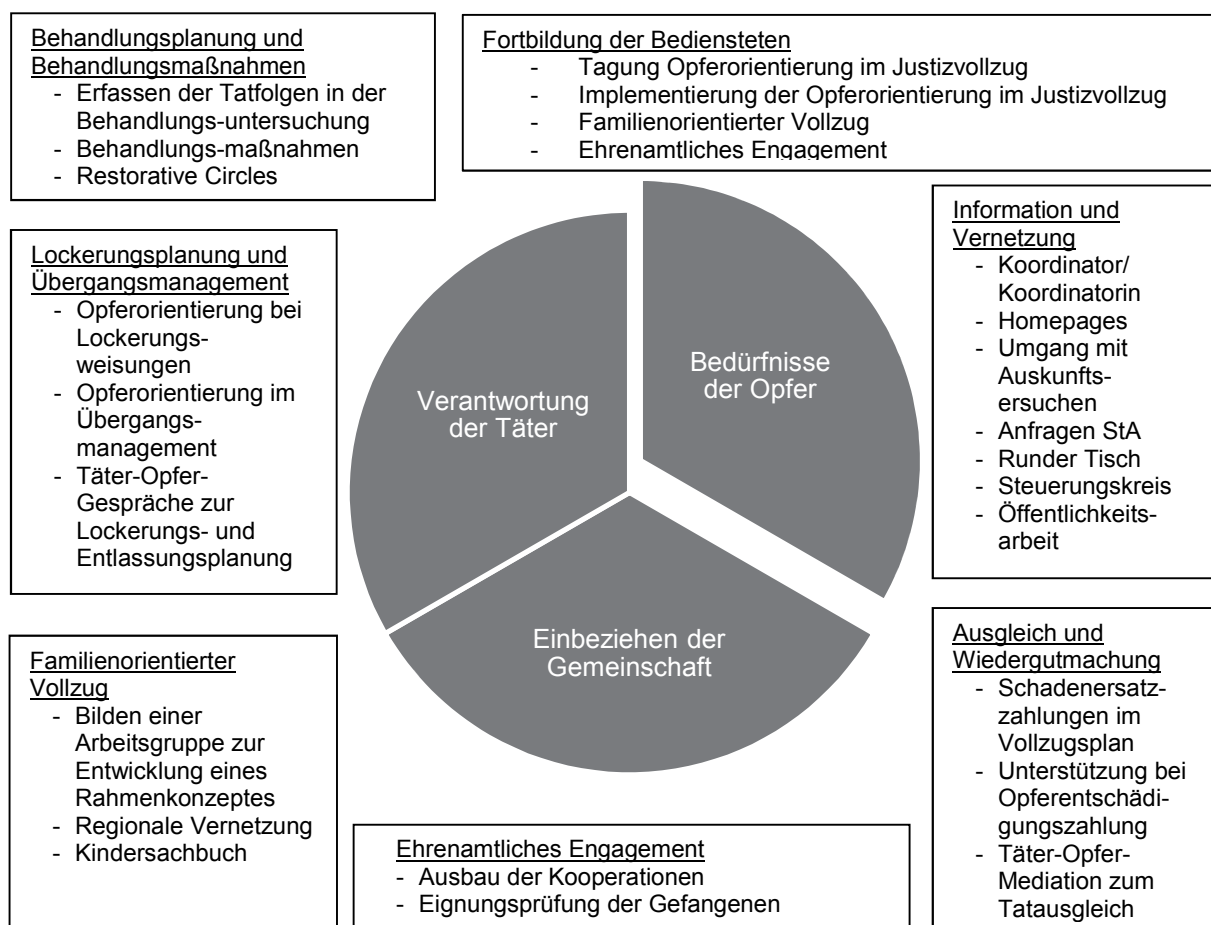 Behandlungsplanung und
Behandlungsmaßnahmen
- Erfassen der Tatfolgen in der
Behandlungs-untersuchung
- Behandlungs-maßnahmen
- Restorative Circles
Fortbildung der Bediensteten
- Tagung Opferorientierung im Justizvollzug
- Implementierung der Opferorientierung im Justizvollzug
- Familienorientierter Vollzug
- Ehrenamtliches Engagement
Lockerungsplanung und
Übergangsmanagement
- Opferorientierung bei
Lockerungs-
weisungen
- Opferorientierung im
Übergangs-
management
- Täter-Opfer-
Gespräche zur
Lockerungs- und
Entlassungsplanung
Verantwortung
der Täter
Bedürfnisse
der Opfer
Einbeziehen der
Gemeinschaft
Information und
Vernetzung
- Koordinator/
Koordinatorin
- Homepages
- Umgang mit
Auskunfts-
ersuchen
- Anfragen StA
- Runder Tisch
- Steuerungskreis
- Öffentlichkeits-
arbeit
Familienorientierter
Vollzug
- Bilden einer
Arbeitsgruppe zur
Entwicklung eines
Rahmenkonzeptes
- Regionale Vernetzung
- Kindersachbuch
Ehrenamtliches Engagement
- Ausbau der Kooperationen
- Eignungsprüfung der Gefangenen
Ausgleich und
Wiedergutmachung
- Schadenersatz-
zahlungen im
Vollzugsplan
- Unterstützung bei
Opferentschädi-
gungszahlung
- Täter-Opfer-
Mediation zum
Tatausgleich